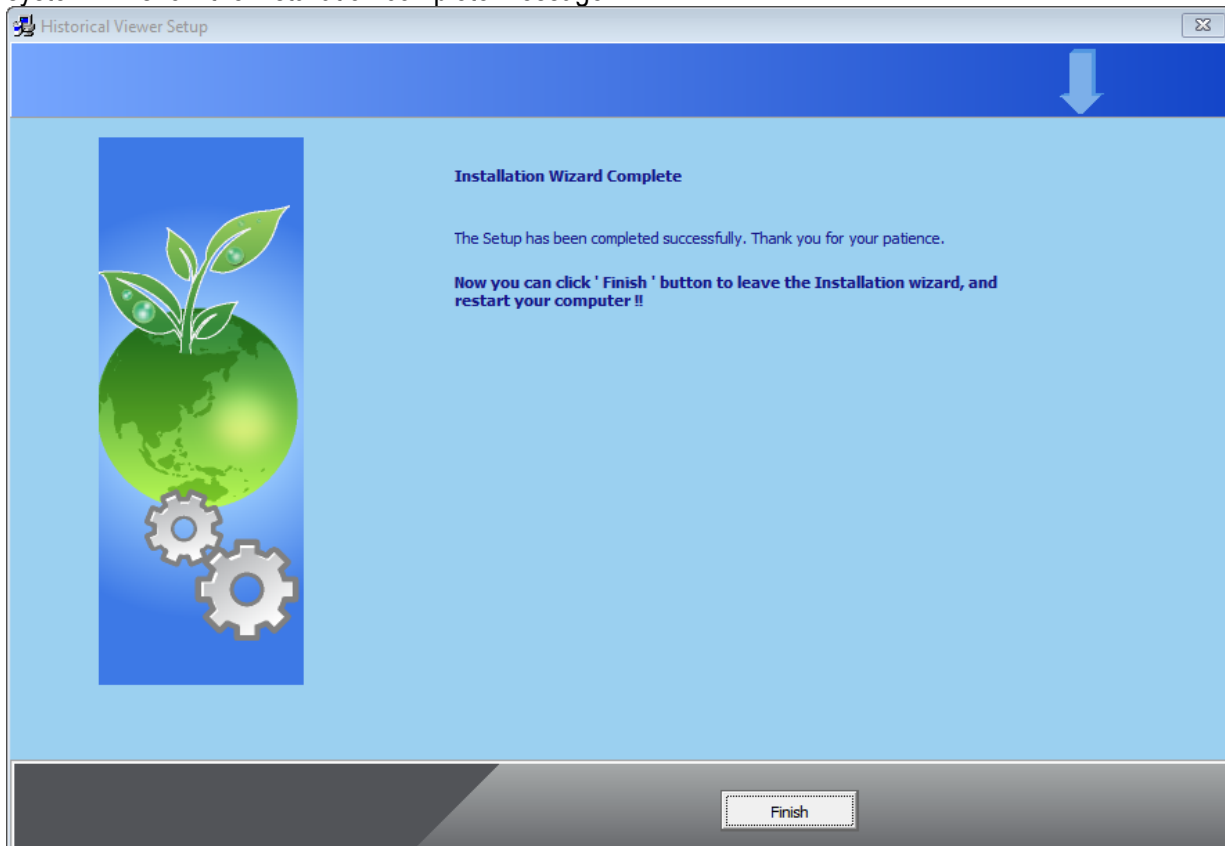 Historical Viewer Setup
Installation Wizard Complete
The Setup has been completed successfully. Thank you for your patience.
Now you can click ' Finish ' button to leave the Installation wizard, and
restart your computer !!
Finish